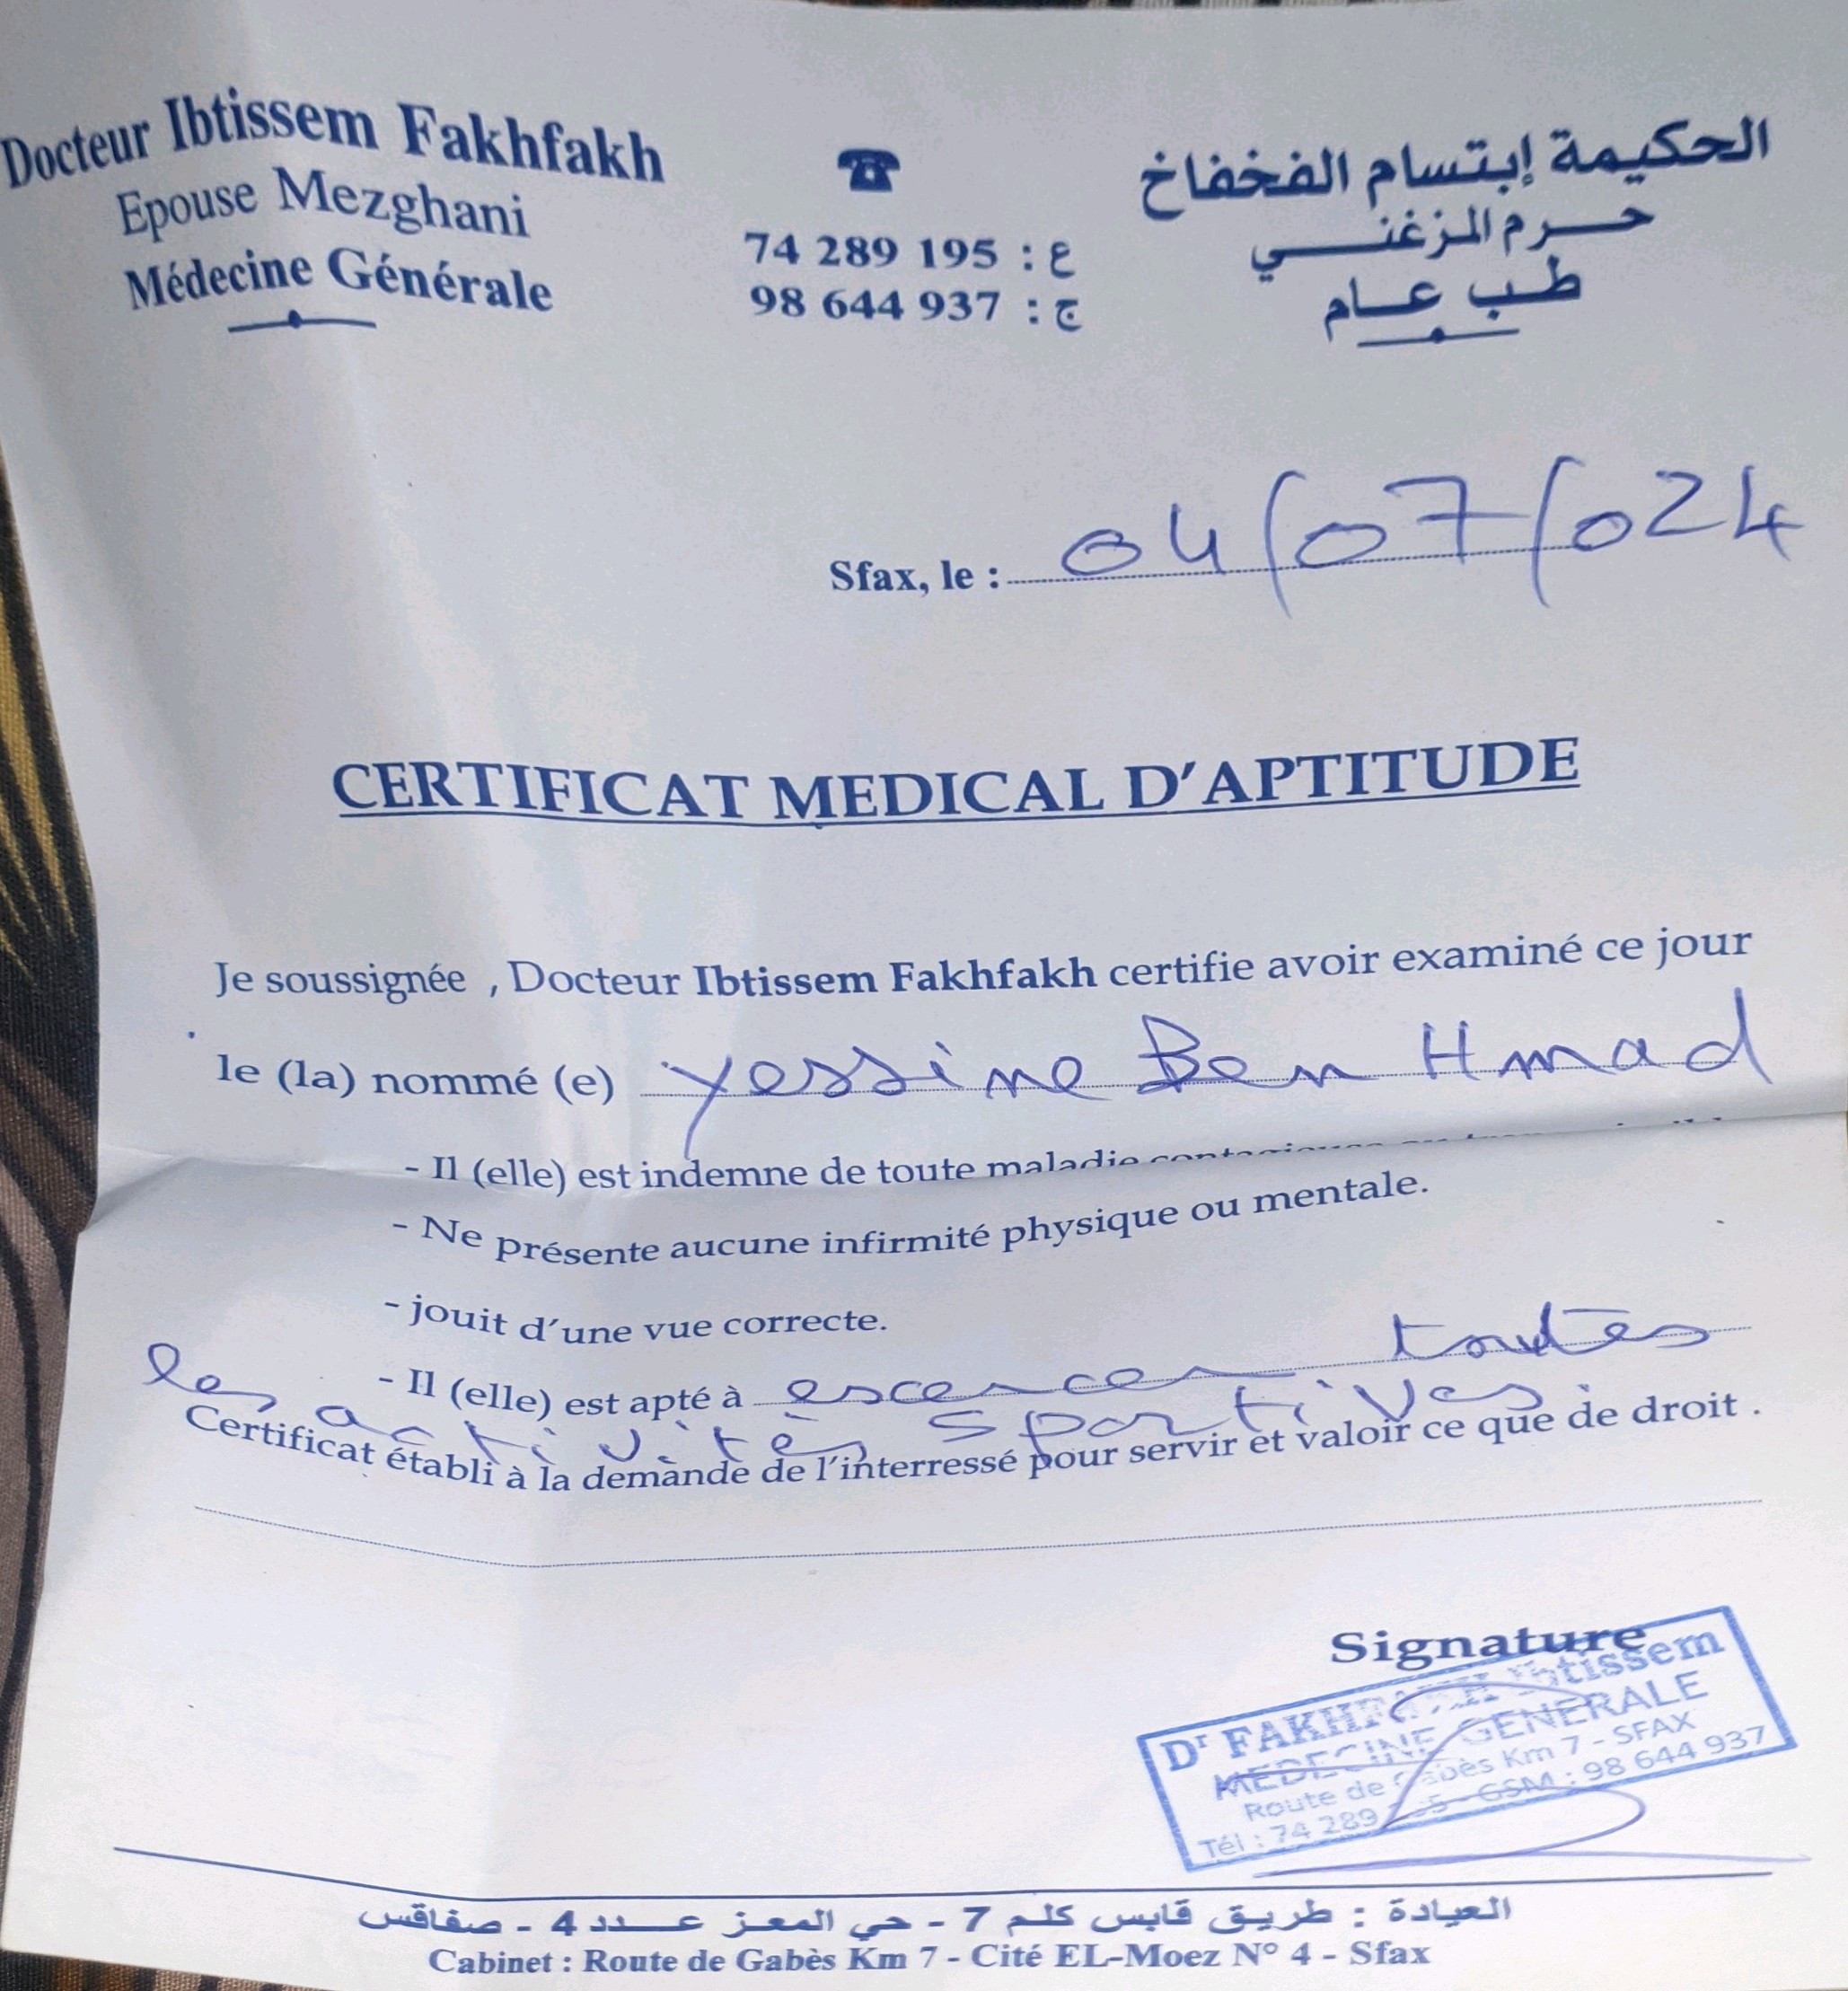 Docteur Ibtissem Fakhfakh
Epouse Mezghani
Médecine Générale
74 289 195 : ع
98 644 937 : ج
الحكيمة إبتسام الفخفاخ
حرم المزغني
طب عام
Sfax, le : 04/07/024
CERTIFICAT MEDICAL D'APTITUDE
Je soussignée , Docteur Ibtissem Fakhfakh certifie avoir examiné ce jour
le (la) nommé (e) Yessine Ben Hmad
- Il (elle) est indemne de toute maladie
- Ne présente aucune infirmité physique ou mentale.
- jouit d'une vue correcte.
- Il (elle) est apté à escercer toutes
les activités sportives.
Certificat établi à la demande de l'interressé pour servir et valoir ce que de droit .
Signature
Dr FAKHFAKH Ibtissem
MEDECINE GENERALE
Route de Gabès Km 7 - SFAX
Tél : 74 289 195 - GSM : 98 644 937
العيادة : طريق قابس كلم 7 - حي المعز عدد 4 - صفاقس
Cabinet : Route de Gabès Km 7 - Cité EL-Moez N° 4 - Sfax